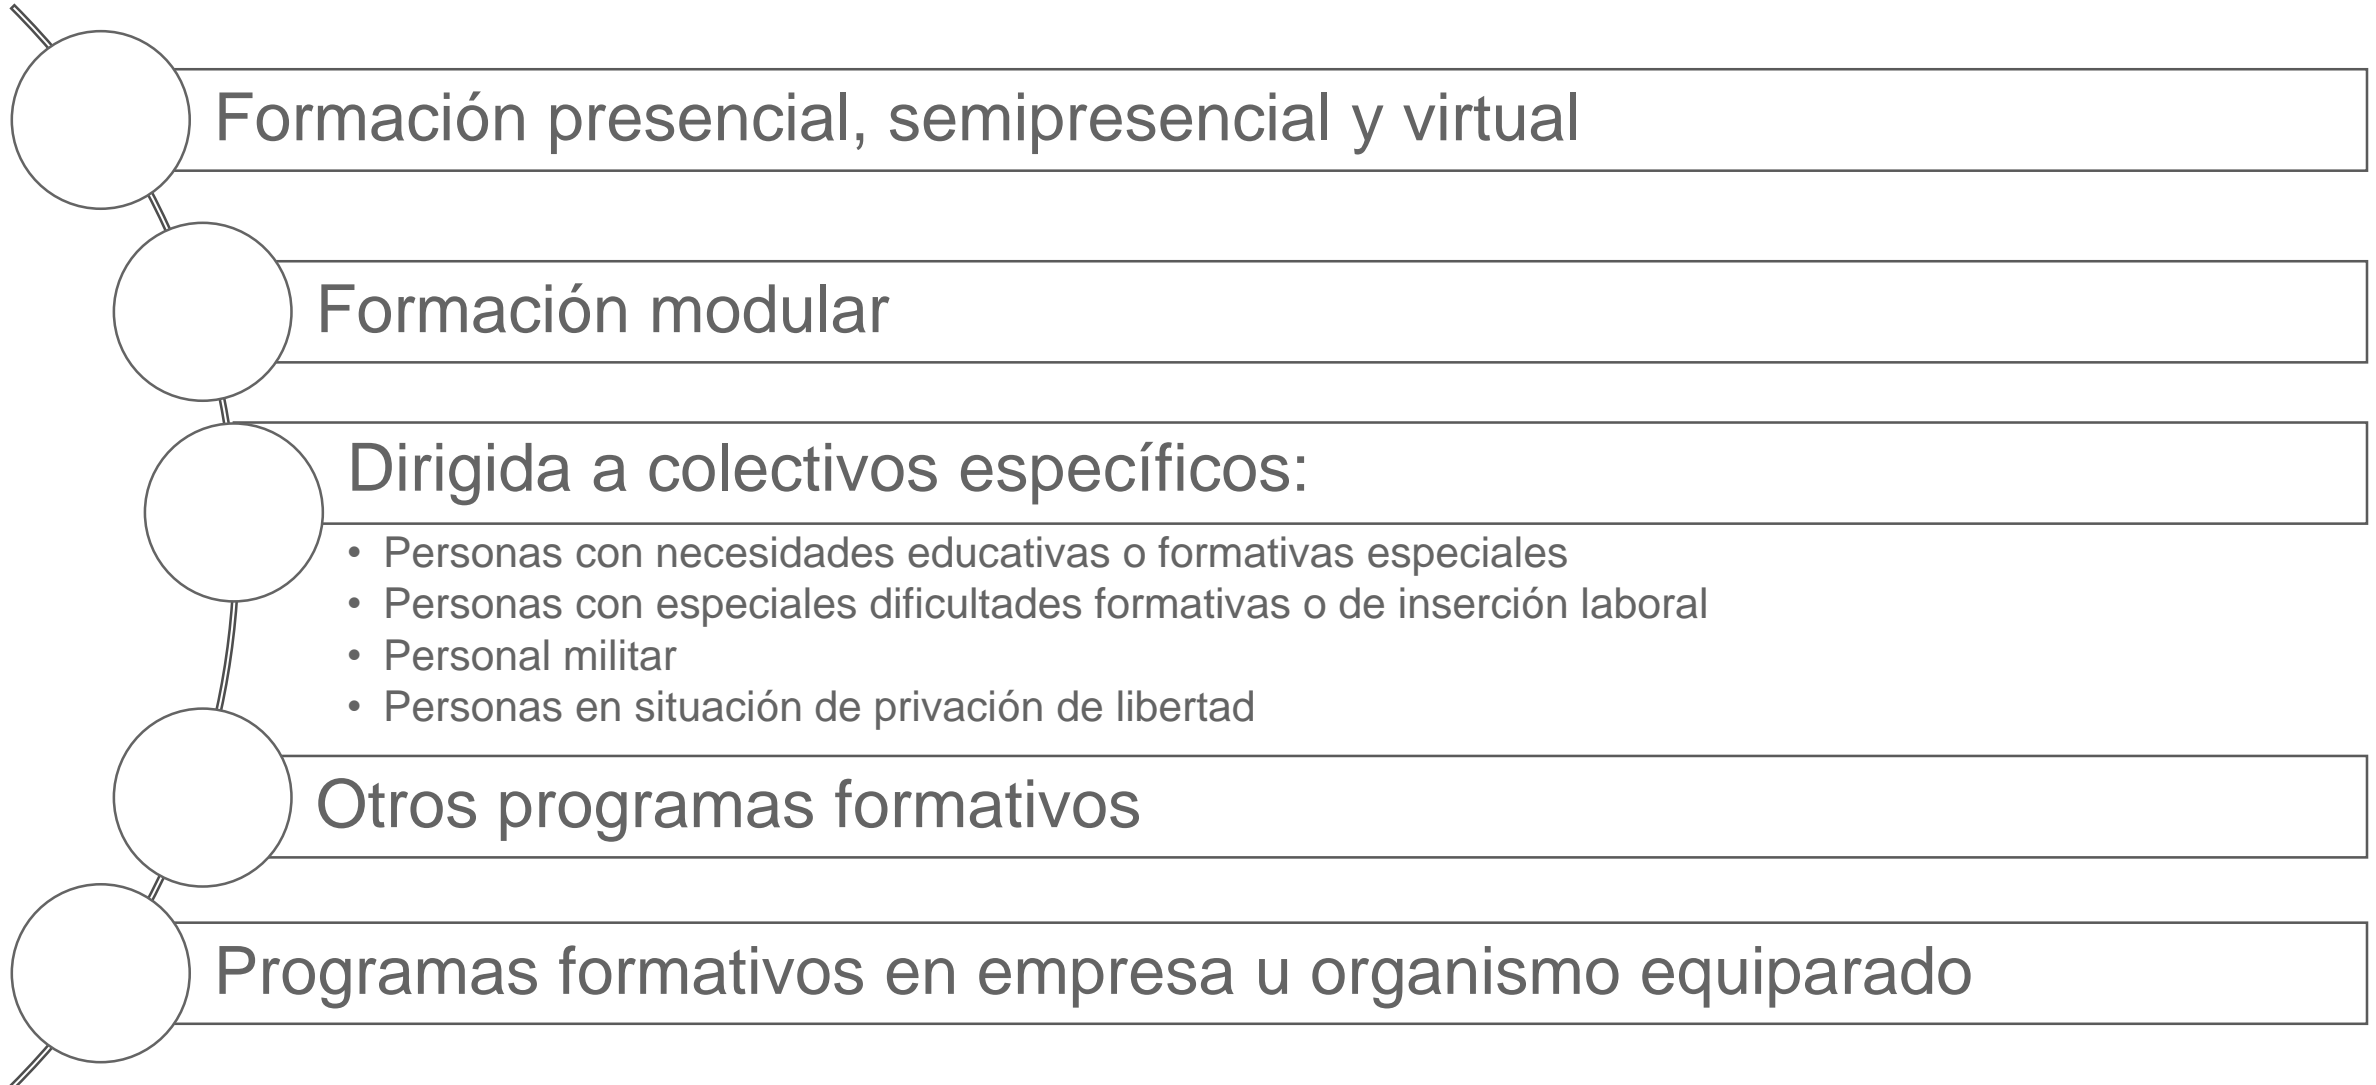 Formación presencial, semipresencial y virtual
Formación modular
Dirigida a colectivos específicos:
• Personas con necesidades educativas o formativas especiales
• Personas con especiales dificultades formativas o de inserción laboral
• Personal militar
• Personas en situación de privación de libertad
Otros programas formativos
Programas formativos en empresa u organismo equiparado